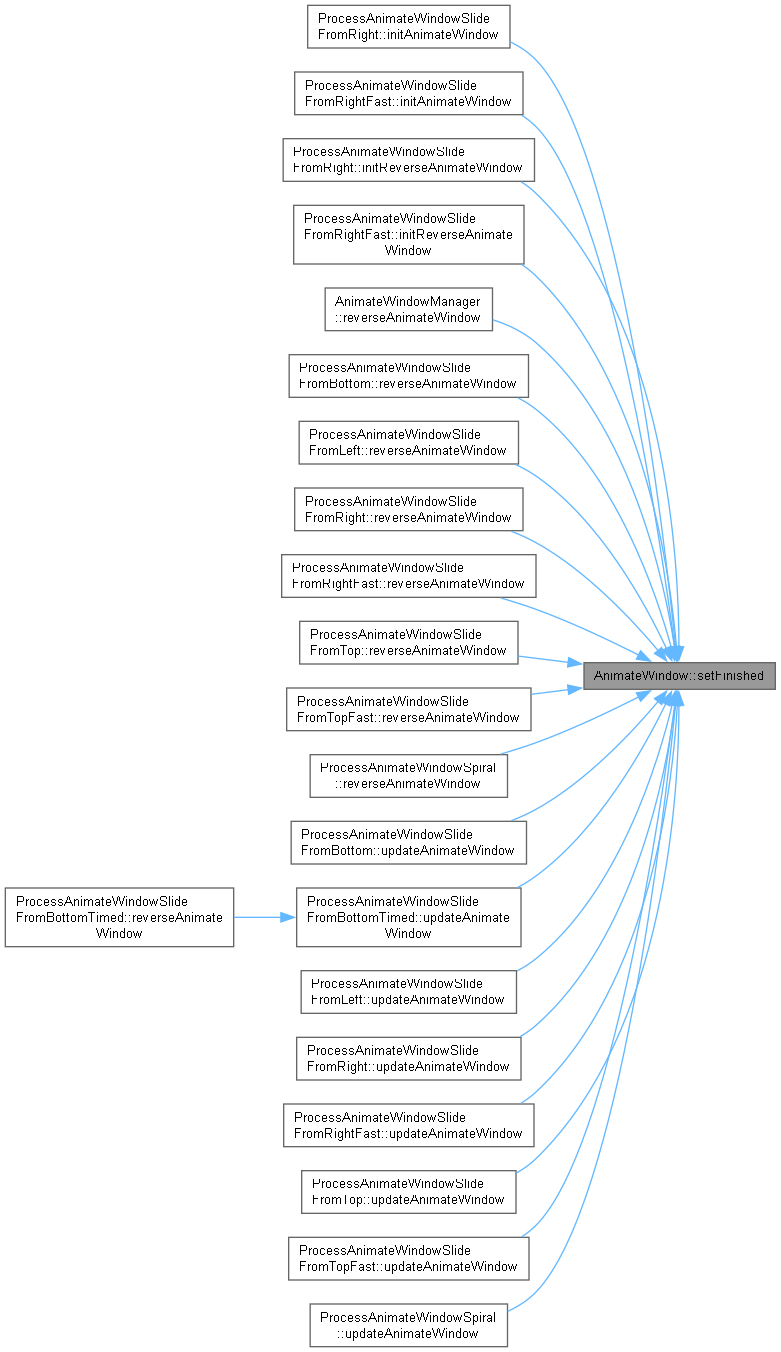 ProcessAnimateWindowSlide
FromRight::initAnimateWindow
ProcessAnimateWindowSlide
FromRightFast::initAnimateWindow
ProcessAnimateWindowSlide
FromRight::initReverseAnimateWindow
ProcessAnimateWindowSlide
FromRightFast::initReverseAnimate
Window
AnimateWindowManager
::reverseAnimateWindow
ProcessAnimateWindowSlide
FromBottom::reverseAnimateWindow
ProcessAnimateWindowSlide
FromLeft::reverseAnimateWindow
ProcessAnimateWindowSlide
FromRight::reverseAnimateWindow
ProcessAnimateWindowSlide
FromRightFast::reverseAnimateWindow
ProcessAnimateWindowSlide
FromTop::reverseAnimateWindow
AnimateWindow::setFinished
ProcessAnimateWindowSlide
FromTopFast::reverseAnimateWindow
ProcessAnimateWindowSpiral
::reverseAnimateWindow
ProcessAnimateWindowSlide
FromBottom::updateAnimateWindow
ProcessAnimateWindowSlide
FromBottomTimed::reverseAnimate
Window
ProcessAnimateWindowSlide
FromBottomTimed::updateAnimate
Window
ProcessAnimateWindowSlide
FromLeft::updateAnimateWindow
ProcessAnimateWindowSlide
FromRight::updateAnimateWindow
ProcessAnimateWindowSlide
FromRightFast::updateAnimateWindow
ProcessAnimateWindowSlide
FromTop::updateAnimateWindow
ProcessAnimateWindowSlide
FromTopFast::updateAnimateWindow
ProcessAnimateWindowSpiral
::updateAnimateWindow